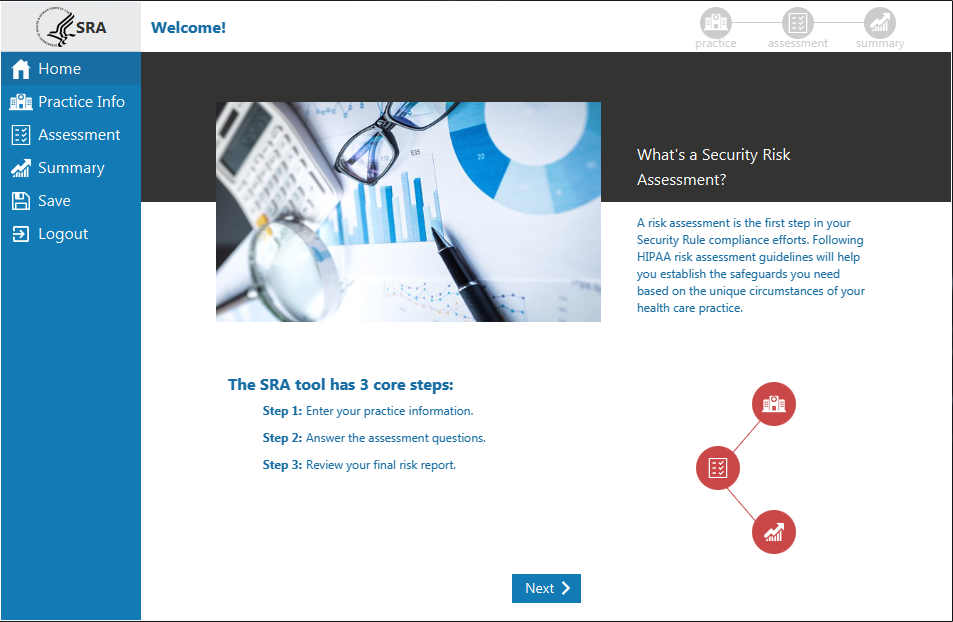 SRA
Welcome!
practice
assessment
summary
Home
Practice Info
Assessment
Summary
Save
Logout
535
22
What's a Security Risk
Assessment?
A risk assessment is the first step in your
Security Rule compliance efforts. Following
HIPAA risk assessment guidelines will help
you establish the safeguards you need
based on the unique circumstances of your
health care practice.
The SRA tool has 3 core steps:
Step 1: Enter your practice information.
Step 2: Answer the assessment questions.
Step 3: Review your final risk report.
Next